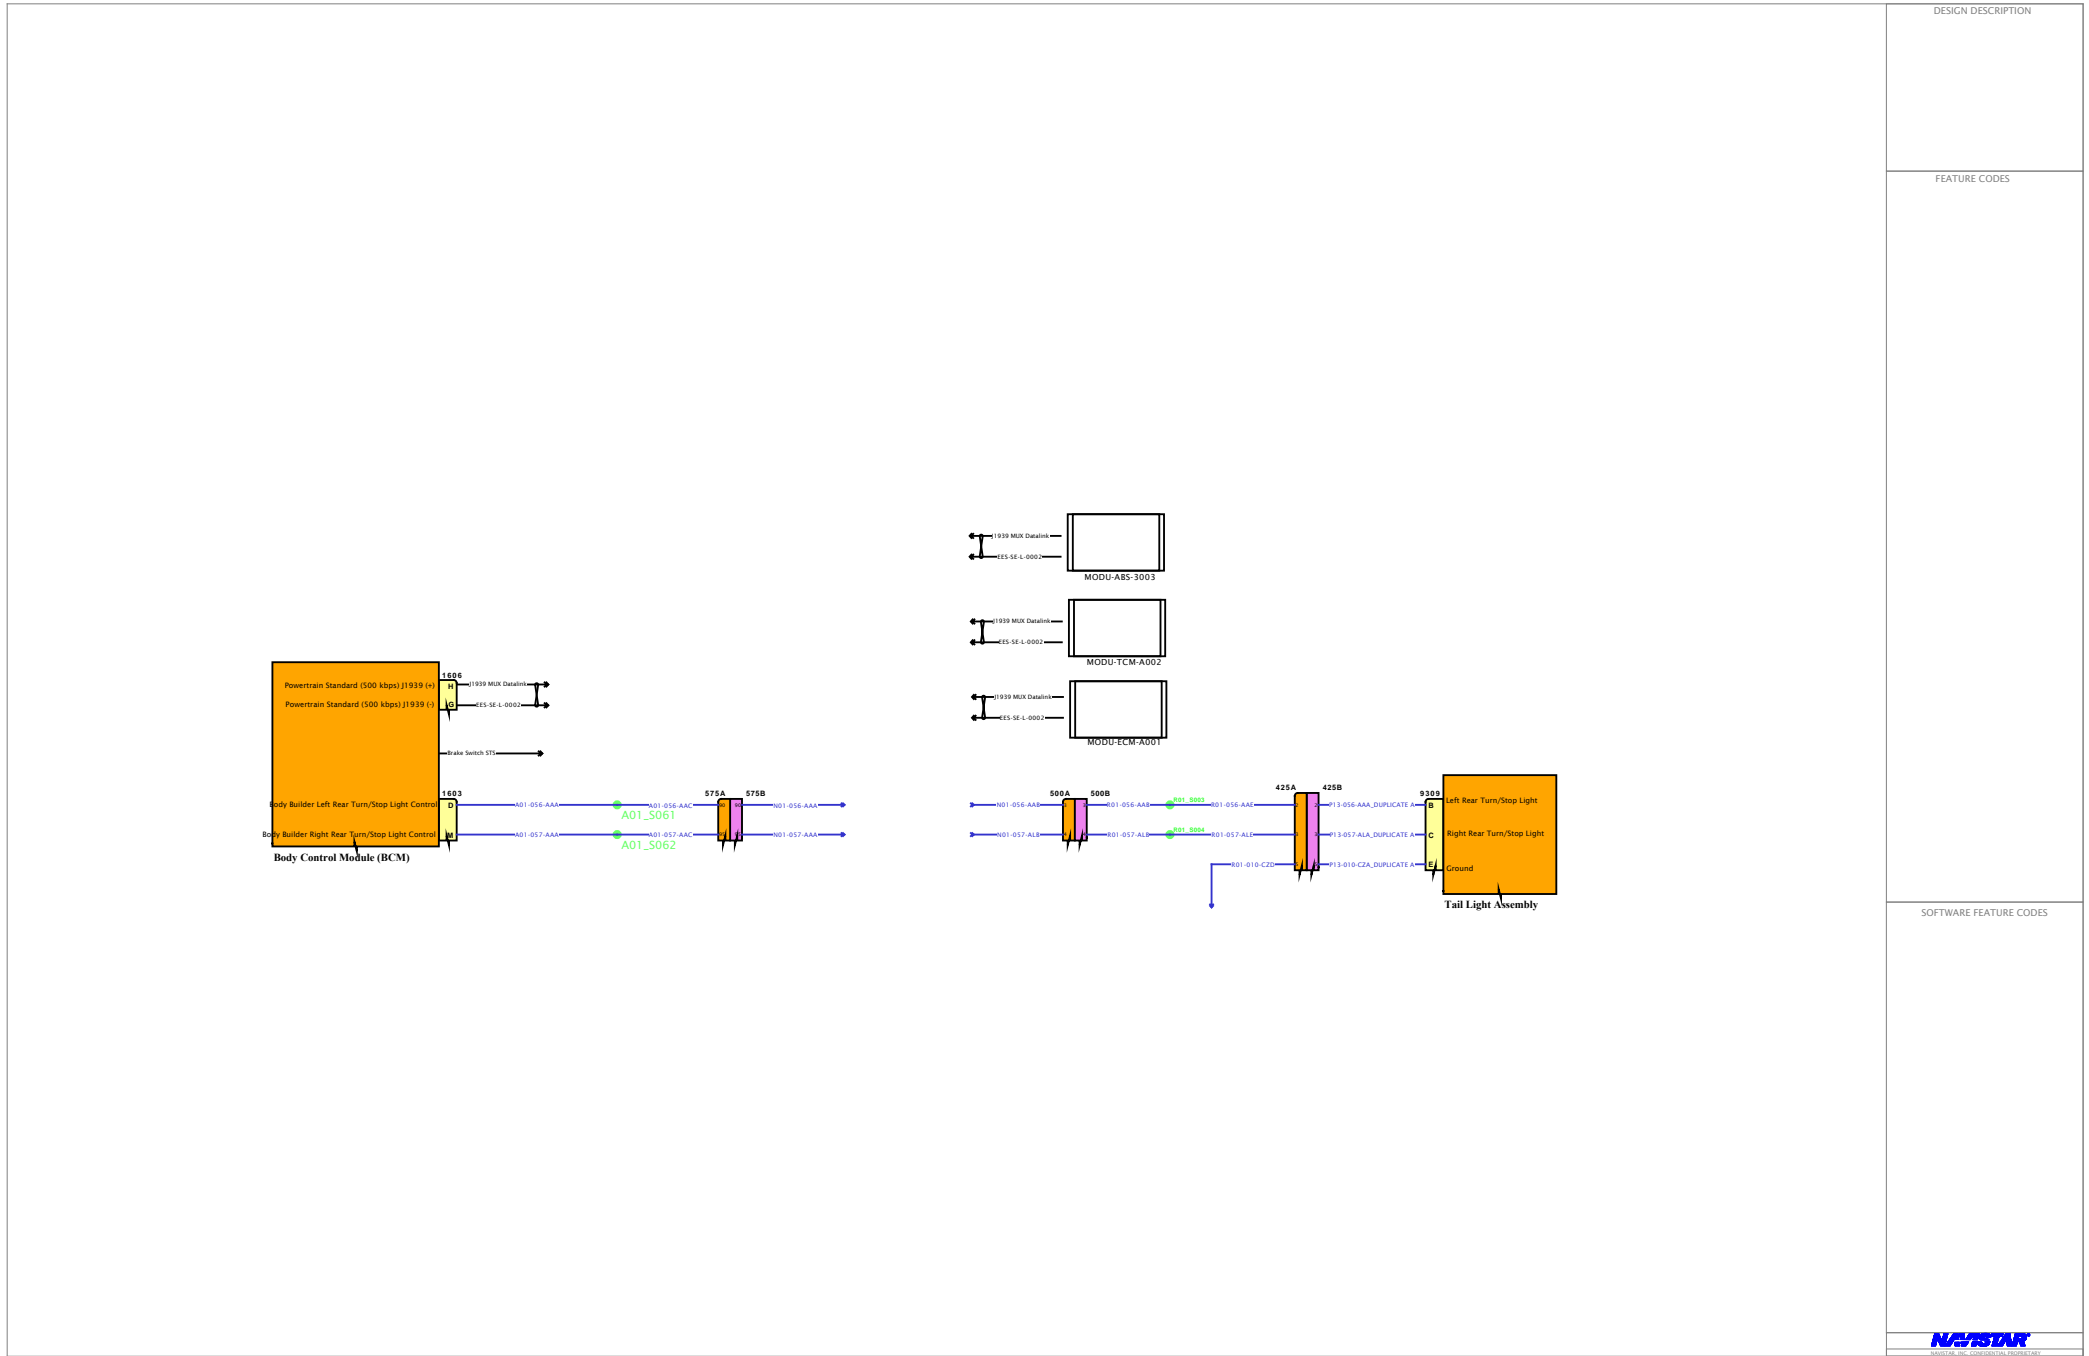 DESIGN DESCRIPTION
FEATURE CODES
J1939 MUX Datalink
EES-SE-L-0002
MODU-ABS-3003
J1939 MUX Datalink
EES-SE-L-0002
MODU-TCM-A002
1606
Powertrain Standard (500 kbps) J1939 (+)
H
J1939 MUX Datalink
Powertrain Standard (500 kbps) J1939 (-)
G
EES-SE-L-0002
J1939 MUX Datalink
EES-SE-L-0002
MODU-ECM-A001
Brake Switch STS
1603
575A
575B
500A
500B
425A
425B
9309
Body Builder Left Rear Turn/Stop Light Control
D
A01-056-AAA
A01_S061
A01-056-AAC
N01-056-AAA
N01-056-AAB
R01-056-AAB
R01_S003
R01-056-AAE
P13-056-AAA_DUPLICATE A
B
Left Rear Turn/Stop Light
Body Builder Right Rear Turn/Stop Light Control
M
A01-057-AAA
A01_S062
A01-057-AAC
N01-057-AAA
N01-057-ALB
R01-057-ALB
R01_S004
R01-057-ALE
P13-057-ALA_DUPLICATE A
C
Right Rear Turn/Stop Light
R01-010-CZD
P13-010-CZA_DUPLICATE A
E
Ground
Body Control Module (BCM)
Tail Light Assembly
SOFTWARE FEATURE CODES
NAVISTAR
NAVISTAR, INC. CONFIDENTIAL PROPRIETARY